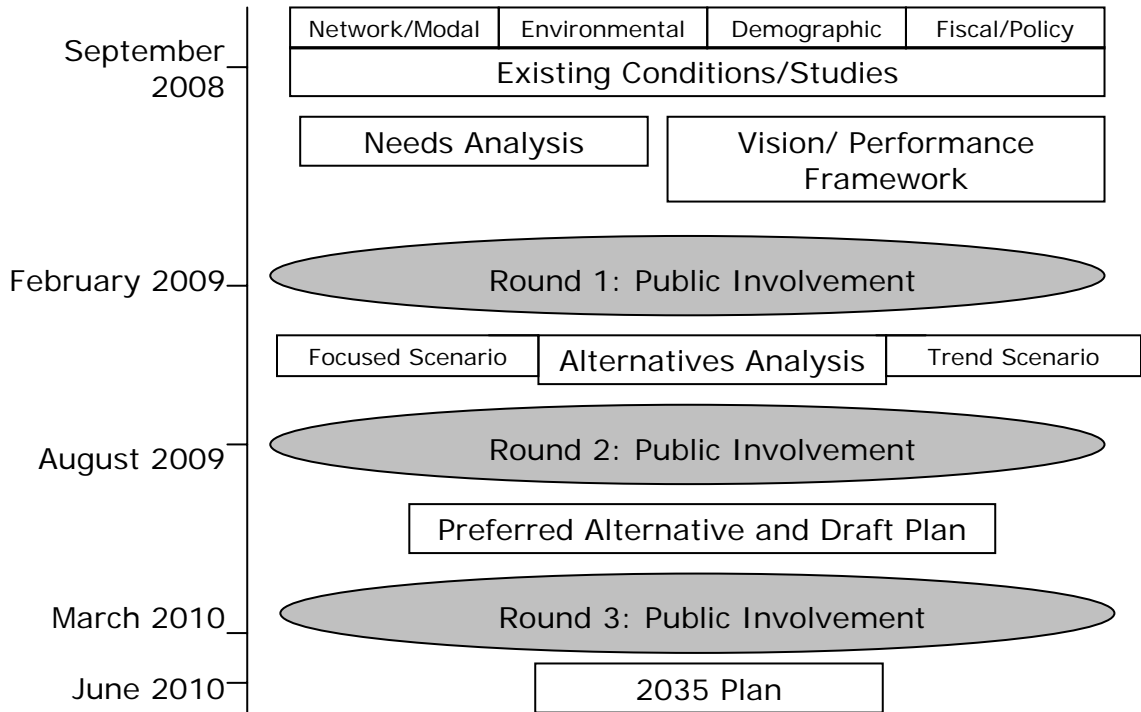 Network/Modal
Environmental
Demographic
Fiscal/Policy
September
2008
Existing Conditions/Studies
Needs Analysis
Vision/ Performance
Framework
February 2009
Round 1: Public Involvement
Focused Scenario
Alternatives Analysis
Trend Scenario
August 2009
Round 2: Public Involvement
Preferred Alternative and Draft Plan
March 2010
Round 3: Public Involvement
June 2010
2035 Plan